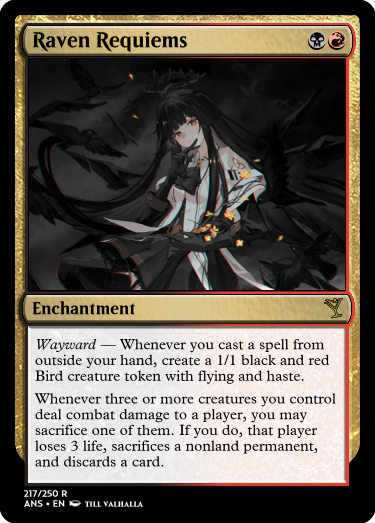 Raven Requiems
Enchantment
Wayward — Whenever you cast a spell from
outside your hand, create a 1/1 black and red
Bird creature token with flying and haste.
Whenever three or more creatures you control
deal combat damage to a player, you may
sacrifice one of them. If you do, that player
loses 3 life, sacrifices a nonland permanent,
and discards a card.
217/250 R
ANS • EN TILL VALHALLA